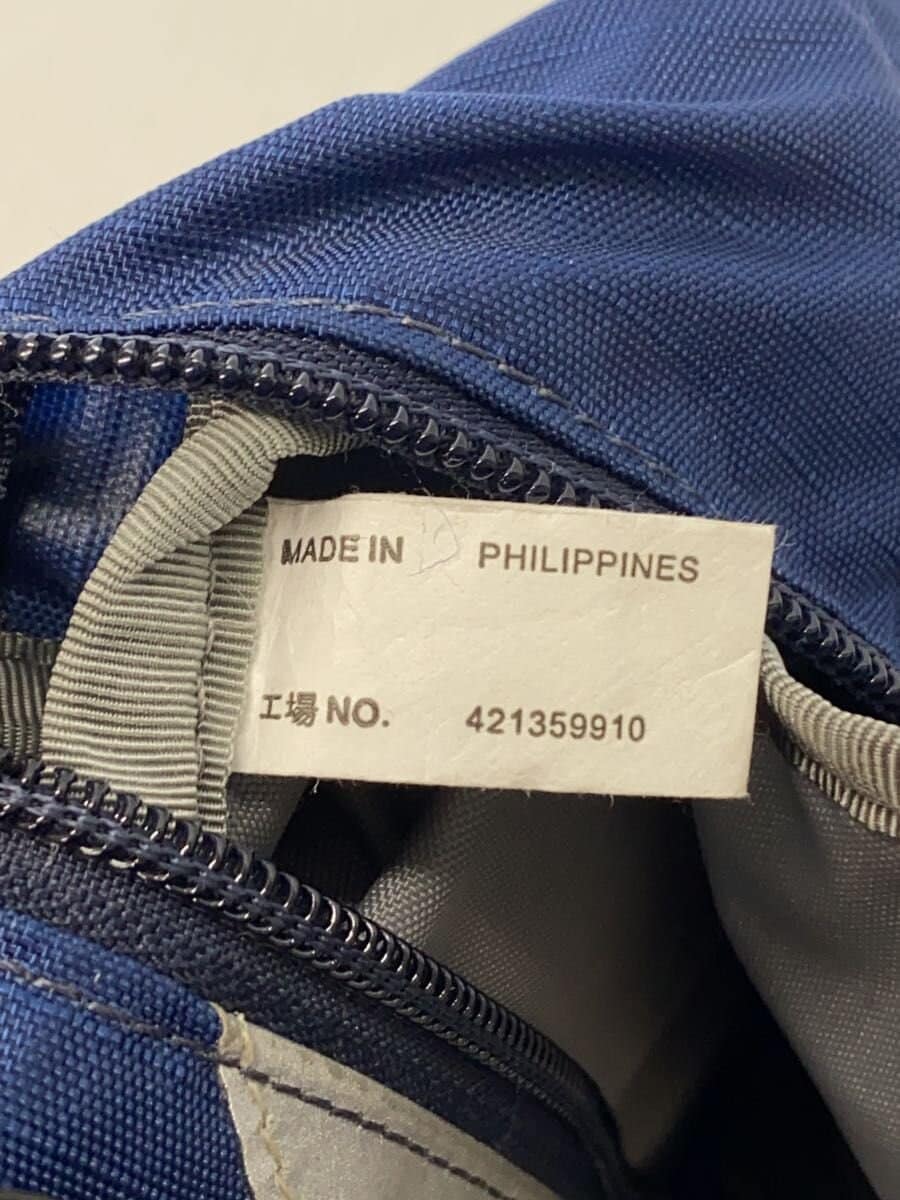 MADE IN PHILIPPINES
工場 NO. 421359910